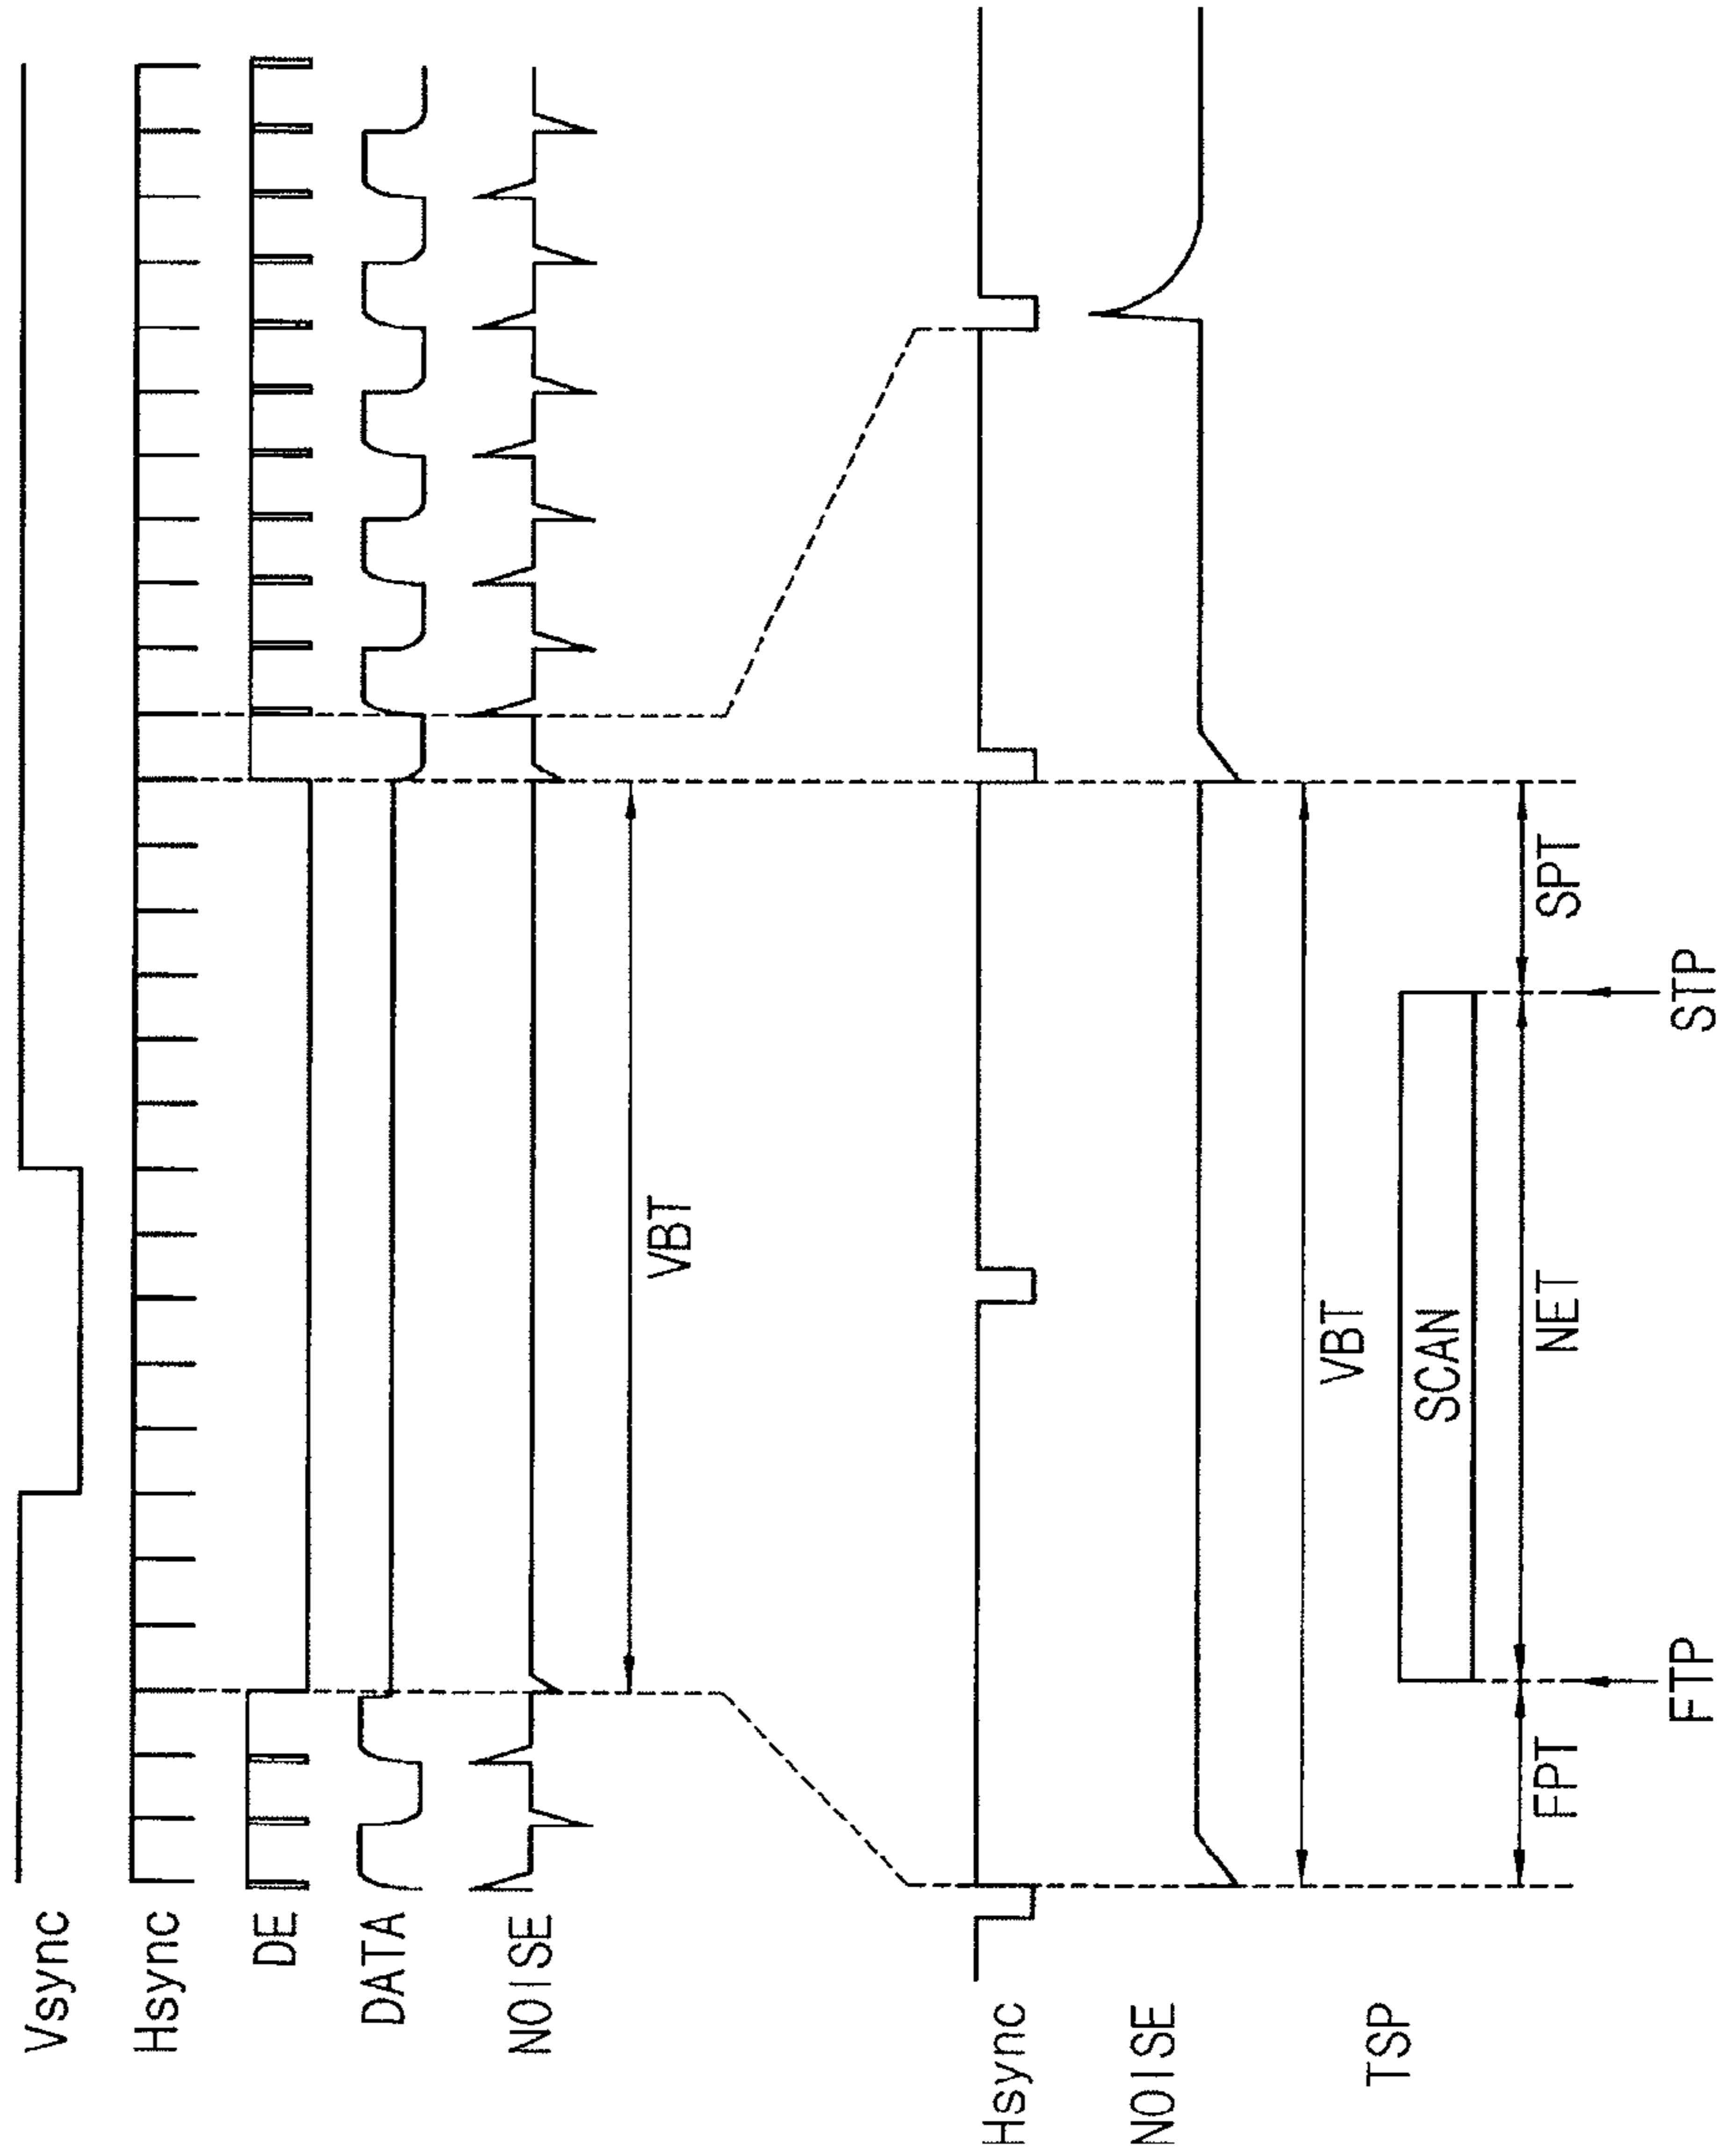 Vsync
Hsync
DE
DATA
NOISE
VBT
Hsync
NOISE
VBT
TSP
SCAN
FPT
NET
SPT
FTP
STP